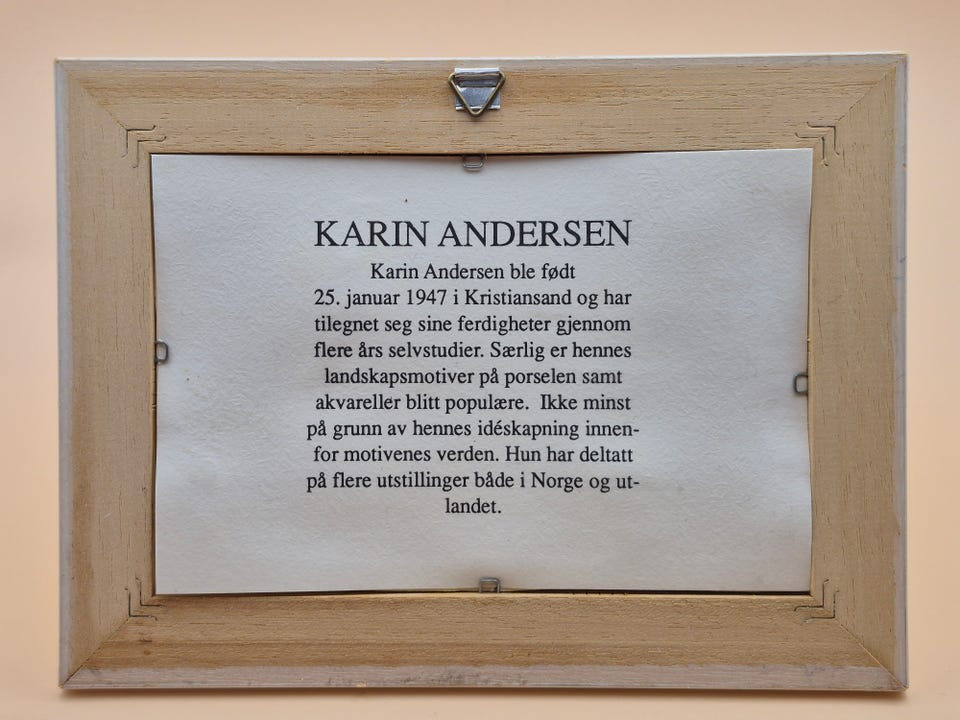 KARIN ANDERSEN
Karin Andersen ble født
25. januar 1947 i Kristiansand og har
tilegnet seg sine ferdigheter gjennom
flere års selvstudier. Særlig er hennes
landskapsmotiver på porselen samt
akvareller blitt populære.  Ikke minst
på grunn av hennes idéskapning innen-
for motivenes verden. Hun har deltatt
på flere utstillinger både i Norge og ut-
landet.